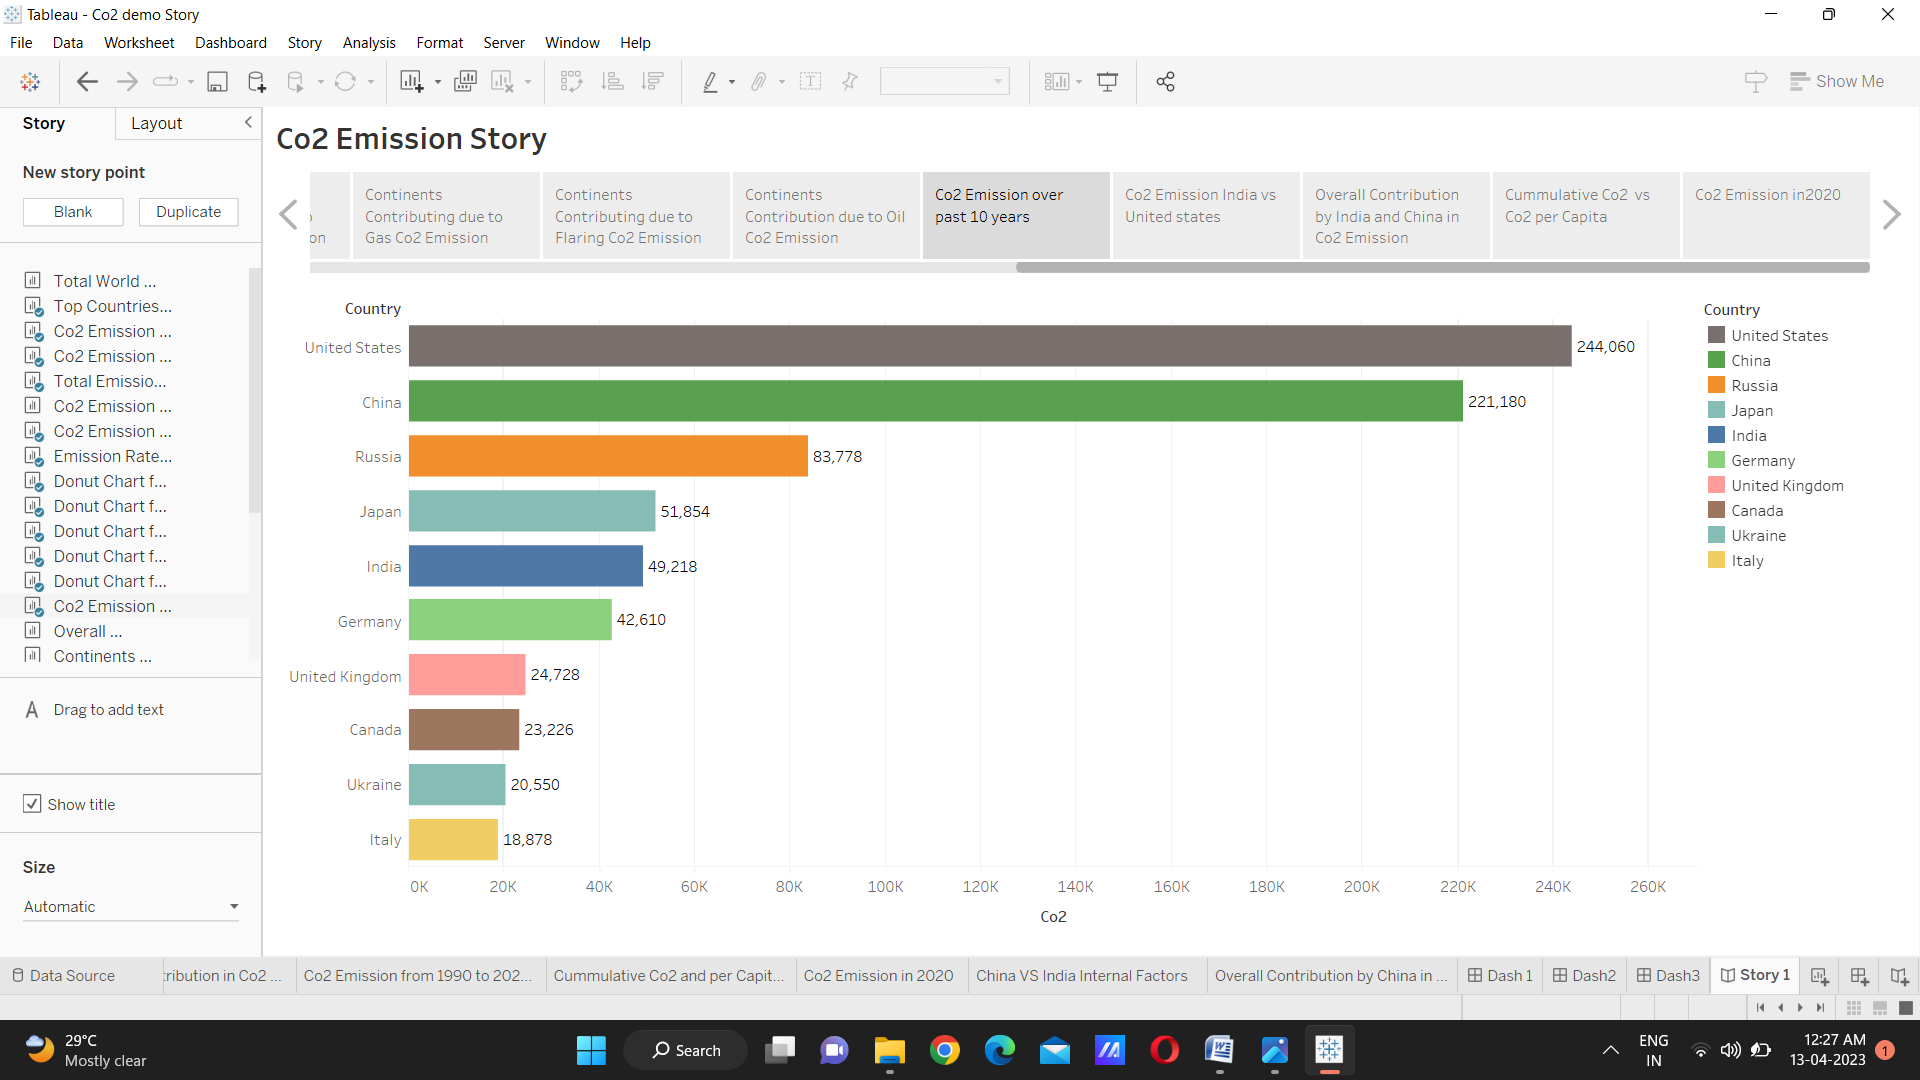 Tableau - Co2 demo Story
File Data Worksheet Dashboard Story Analysis Format Server Window Help
Show Me
Story Layout
New story point
Blank Duplicate
Total World ...
Top Countries...
Co2 Emission ...
Co2 Emission ...
Total Emissio...
Co2 Emission ...
Co2 Emission ...
Emission Rate...
Donut Chart f...
Donut Chart f...
Donut Chart f...
Donut Chart f...
Donut Chart f...
Co2 Emission ...
Overall ...
Continents ...
A Drag to add text
Show title
Size
Automatic
Co2 Emission Story
on
Continents
Contributing due to
Gas Co2 Emission
Continents
Contributing due to
Flaring Co2 Emission
Continents
Contribution due to Oil
Co2 Emission
Co2 Emission over
past 10 years
Co2 Emission India vs
United states
Overall Contribution
by India and China in
Co2 Emission
Cummulative Co2 vs
Co2 per Capita
Co2 Emission in2020
Country
United States 244,060
China 221,180
Russia 83,778
Japan 51,854
India 49,218
Germany 42,610
United Kingdom 24,728
Canada 23,226
Ukraine 20,550
Italy 18,878
0K 20K 40K 60K 80K 100K 120K 140K 160K 180K 200K 220K 240K 260K
Co2
Country
United States
China
Russia
Japan
India
Germany
United Kingdom
Canada
Ukraine
Italy
Data Source tribution in Co2 ... Co2 Emission from 1990 to 202... Cummulative Co2 and per Capit... Co2 Emission in 2020 China VS India Internal Factors Overall Contribution by China in ... Dash 1 Dash2 Dash3 Story 1
29°C
Mostly clear
Search
ENG
IN
12:27 AM
13-04-2023
1